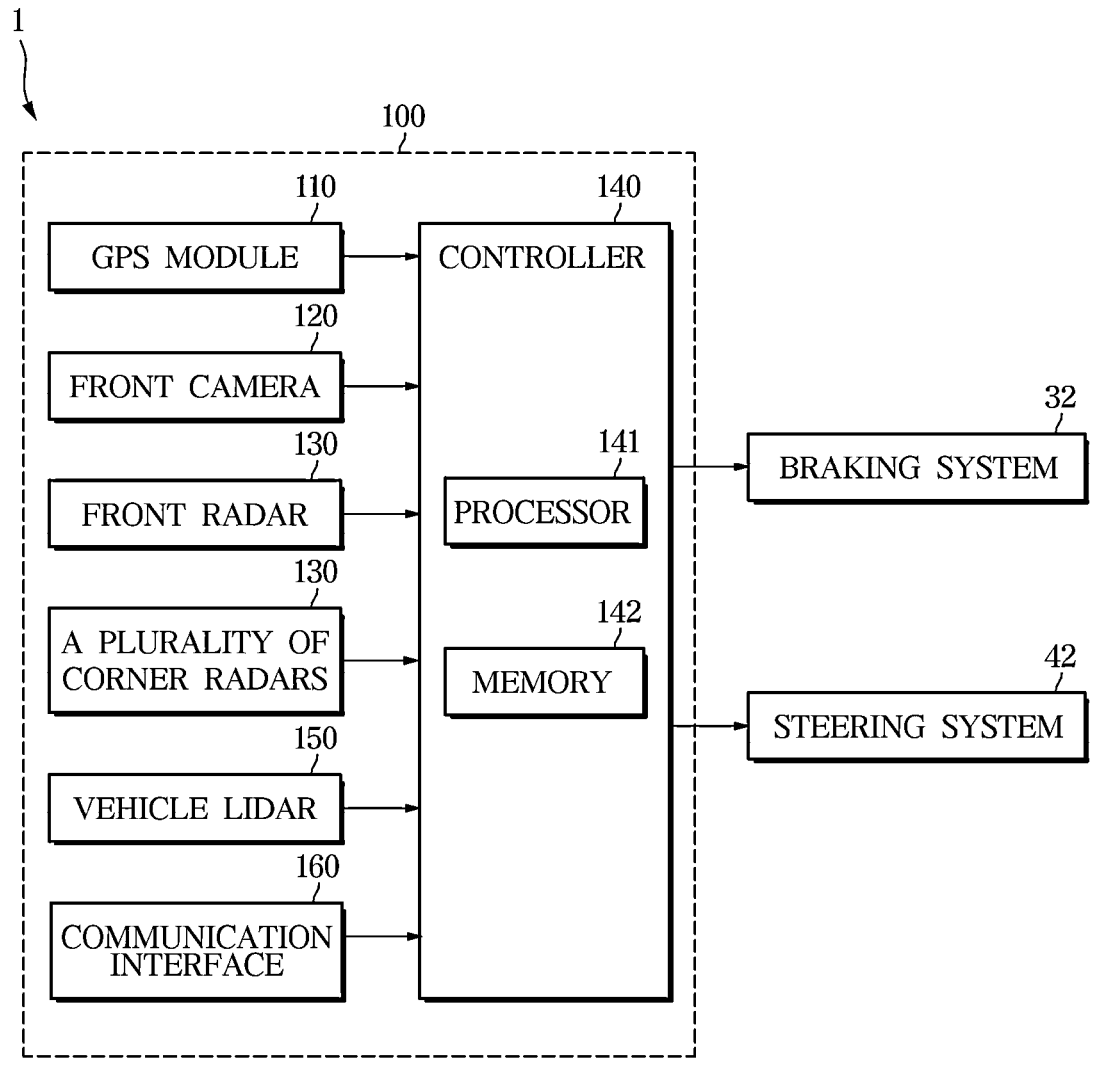 1
100
110
GPS MODULE
120
FRONT CAMERA
130
FRONT RADAR
130
A PLURALITY OF
CORNER RADARS
150
VEHICLE LIDAR
160
COMMUNICATION
INTERFACE
140
CONTROLLER
141
PROCESSOR
142
MEMORY
32
BRAKING SYSTEM
42
STEERING SYSTEM